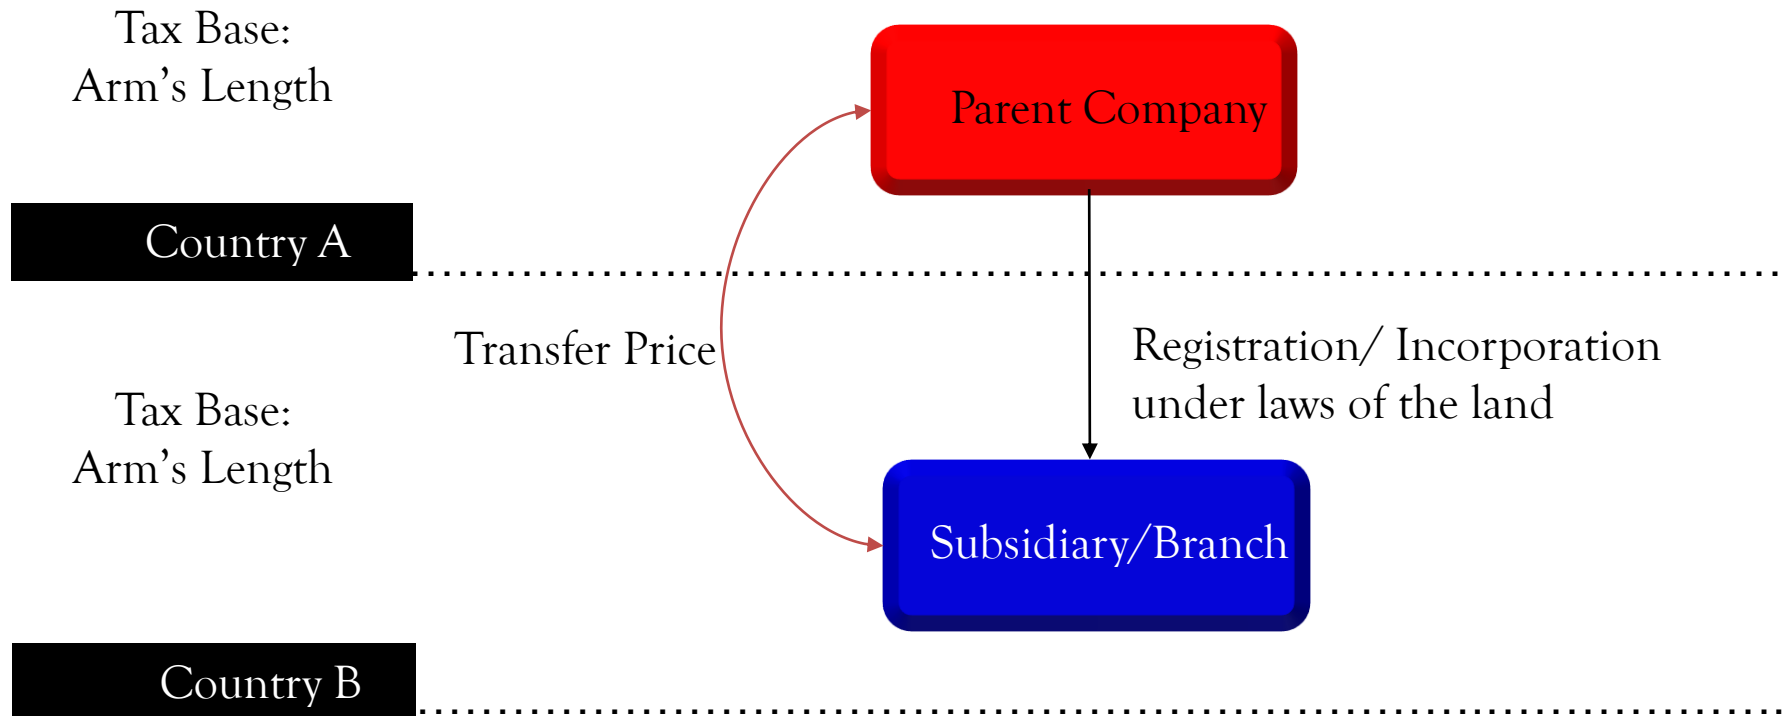 Tax Base:
Arm’s Length
Parent Company
Country A
Transfer Price
Registration/ Incorporation
under laws of the land
Tax Base:
Arm’s Length
Subsidiary/Branch
Country B